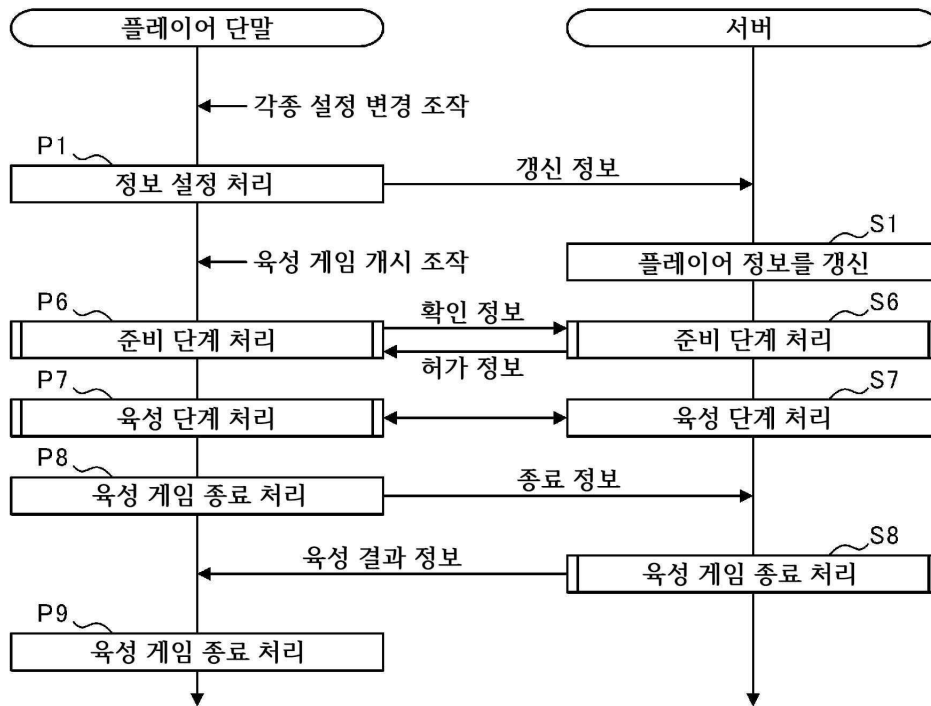 플레이어 단말
서버
각종 설정 변경 조작
P1
정보 설정 처리
갱신 정보
S1
플레이어 정보를 갱신
육성 게임 개시 조작
P6
준비 단계 처리
확인 정보
허가 정보
S6
준비 단계 처리
P7
육성 단계 처리
S7
육성 단계 처리
P8
육성 게임 종료 처리
종료 정보
S8
육성 게임 종료 처리
육성 결과 정보
P9
육성 게임 종료 처리